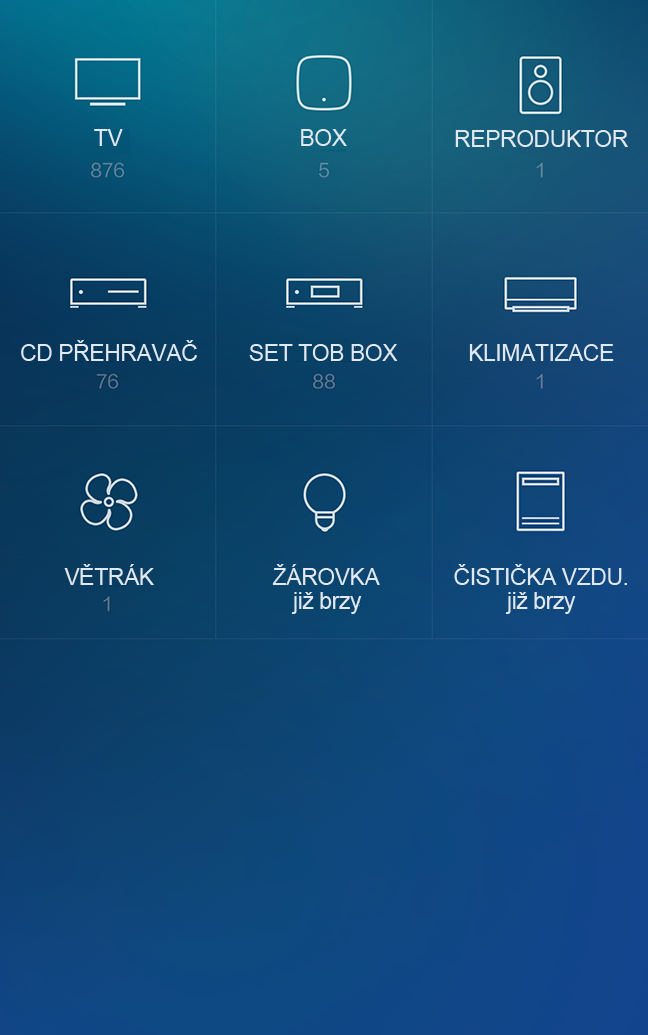 TV
876
BOX
5
REPRODUKTOR
1
CD PŘEHRAVAČ
76
SET TOB BOX
88
KLIMATIZACE
1
VĚTRÁK
1
ŽÁROVKA
již brzy
ČISTIČKA VZDU.
již brzy